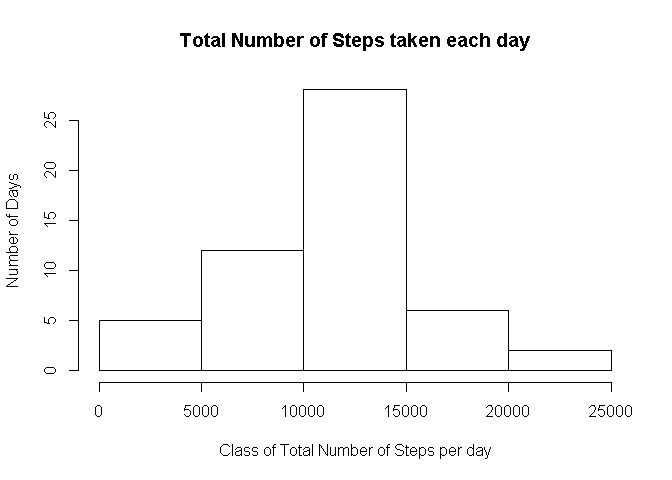 Total Number of Steps taken each day
Number of Days
25
20
15
10
5
0
0 5000 10000 15000 20000 25000
Class of Total Number of Steps per day